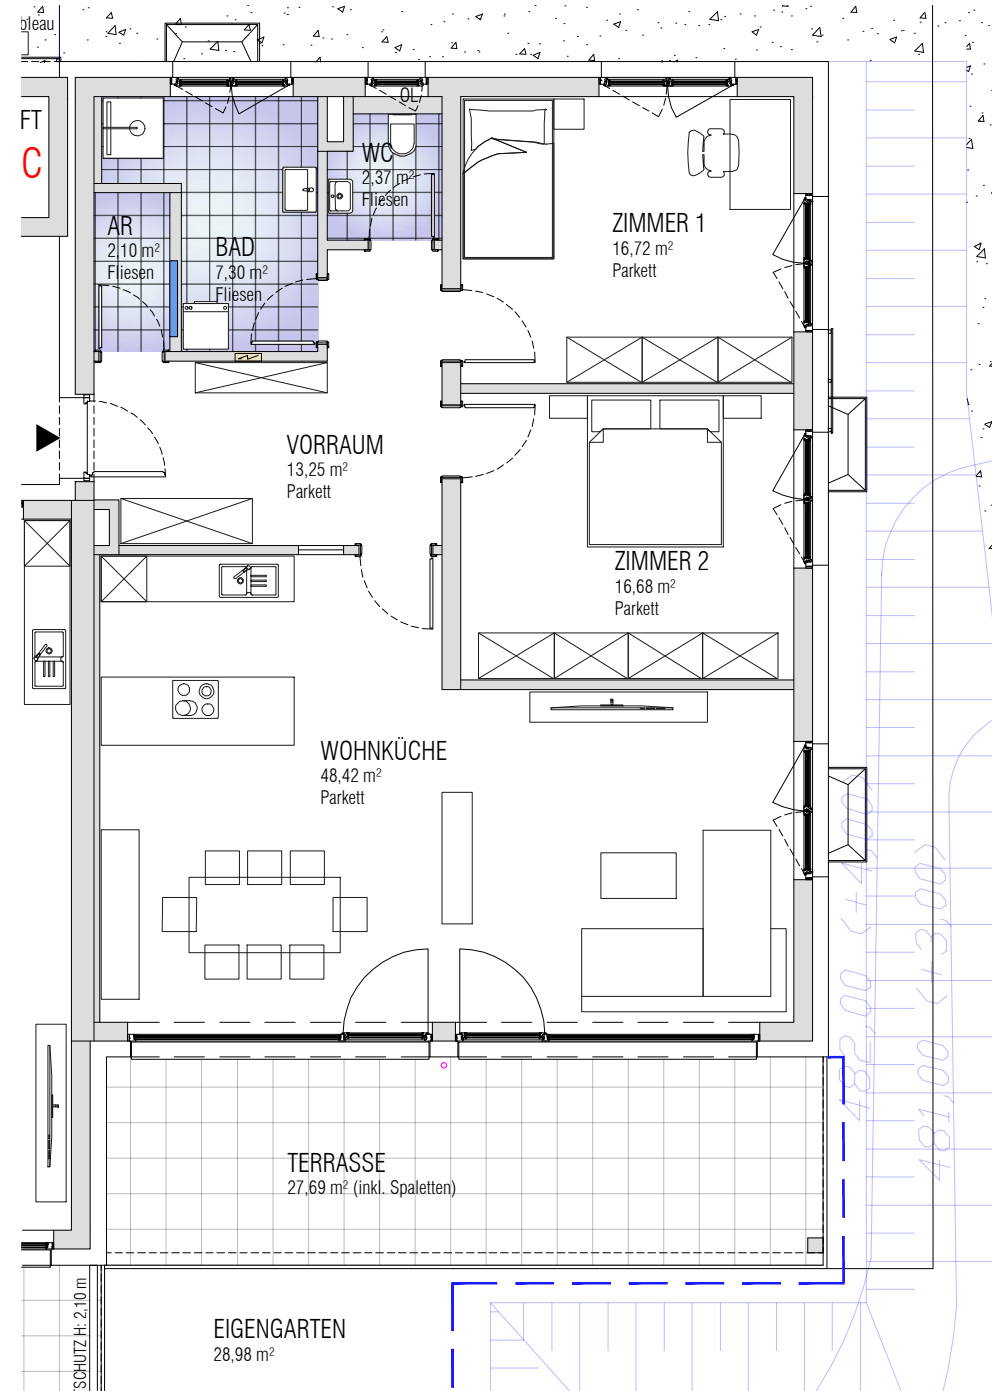 bleau
FT
C
OL
WC
2,37 m²
Fliesen
AR
2,10 m²
Fliesen
BAD
7,30 m²
Fliesen
ZIMMER 1
16,72 m²
Parkett
VORRAUM
13,25 m²
Parkett
ZIMMER 2
16,68 m²
Parkett
WOHNKÜCHE
48,42 m²
Parkett
482,00 (+4,00)
481,00 (+3,00)
TERRASSE
27,69 m² (inkl. Spaletten)
TSCHUTZ H: 2,10 m
EIGENGARTEN
28,98 m²